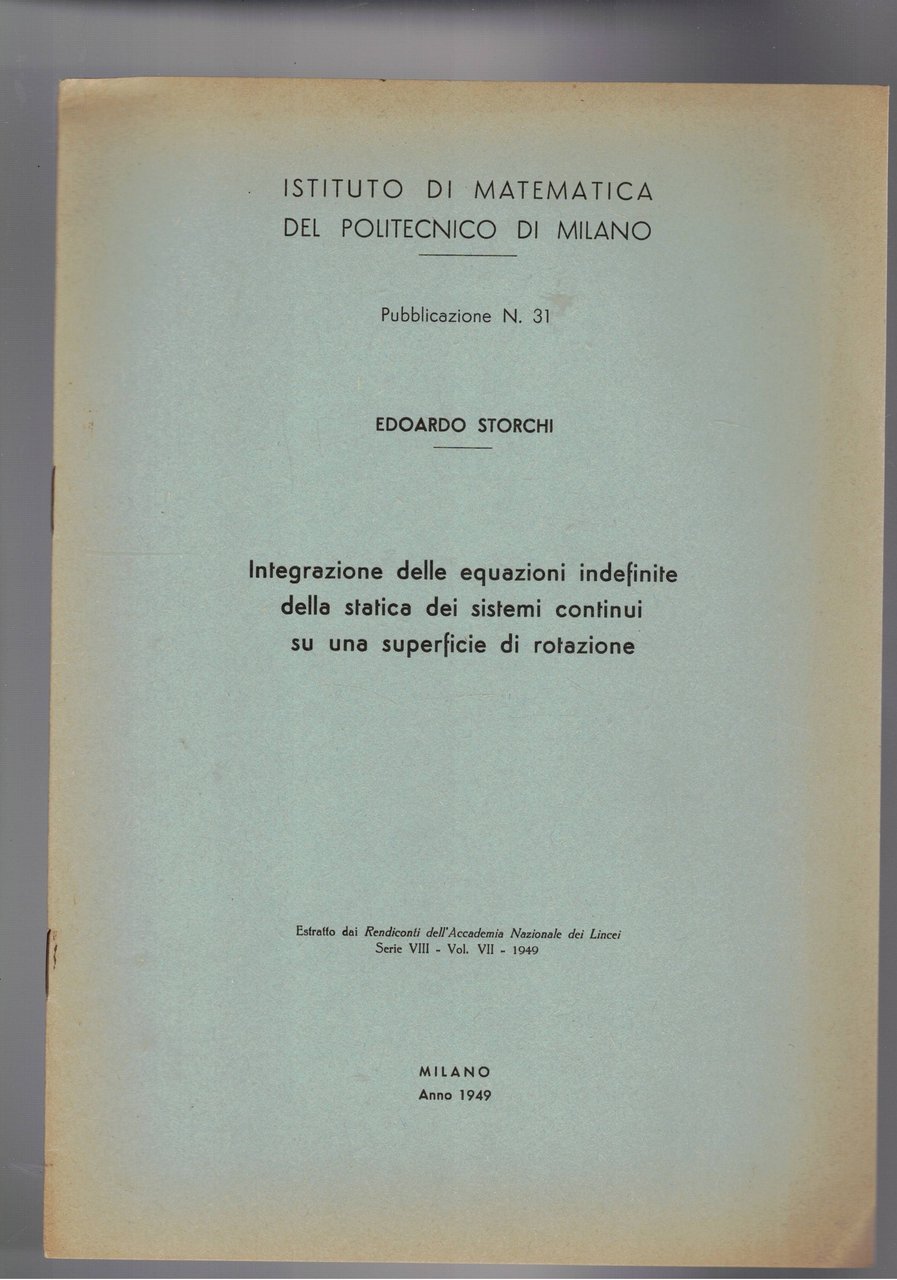 ISTITUTO DI MATEMATICA
DEL POLITECNICO DI MILANO
Pubblicazione N. 31
EDOARDO STORCHI
Integrazione delle equazioni indefinite
della statica dei sistemi continui
su una superficie di rotazione
Estratto dai Rendiconti dell'Accademia Nazionale dei Lincei
Serie VIII - Vol. VII - 1949
MILANO
Anno 1949